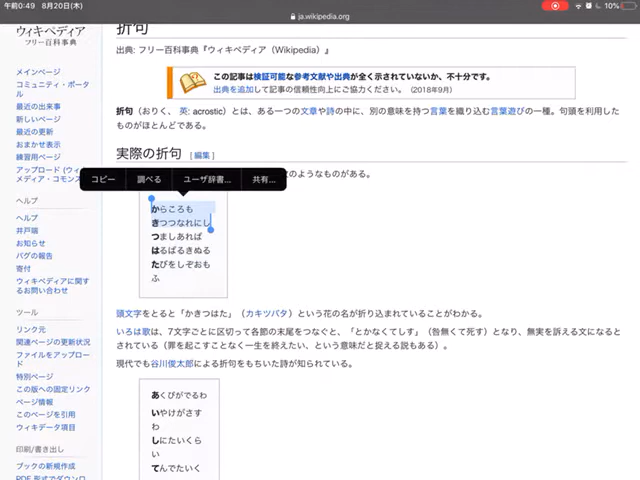 午前0:49 8月20日(木)
ja.wikipedia.org
10%
ウィキペディア
フリー百科事典
メインページ
コミュニティ・ポータル
最近の出来事
新しいページ
最近の更新
おまかせ表示
練習用ページ
アップロード (ウィキメディア・コモンズ
ヘルプ
ヘルプ
井戸端
お知らせ
バグの報告
寄付
ウィキペディアに関するお問い合わせ
ツール
リンク元
関連ページの更新状況
ファイルをアップロード
特別ページ
この版への固定リンク
ページ情報
このページを引用
ウィキデータ項目
印刷/書き出し
ブックの新規作成
PDF 形式でダウン
折句
出典: フリー百科事典『ウィキペディア（Wikipedia）』
この記事は検証可能な参考文献や出典が全く示されていないか、不十分です。
出典を追加して記事の信頼性向上にご協力ください。 （2018年9月）
折句（おりく、 英: acrostic）とは、ある一つの文章や詩の中に、別の意味を持つ言葉を織り込む言葉遊びの一種。句頭を利用したものがほとんどである。
実際の折句 [編集]
コピー 調べる ユーザ辞書... 共有...
のようなものがある。
からころも
きつつなれにし
つましあれば
はるばるきぬる
たびをしぞおも
ふ
頭文字をとると「かきつはた」（カキツバタ）という花の名が折り込まれていることがわかる。
いろは歌は、7文字ごとに区切って各節の末尾をつなぐと、「とかなくてしす」（咎無くて死す）となり、無実を訴える文になるとされている（罪を起こすことなく一生を終えたい、という意味だと捉える説もある）。
現代でも谷川俊太郎による折句をもちいた詩が知られている。
あくびがでるわ
いやけがさす
わ
しにたいくら
い
てんでたいく